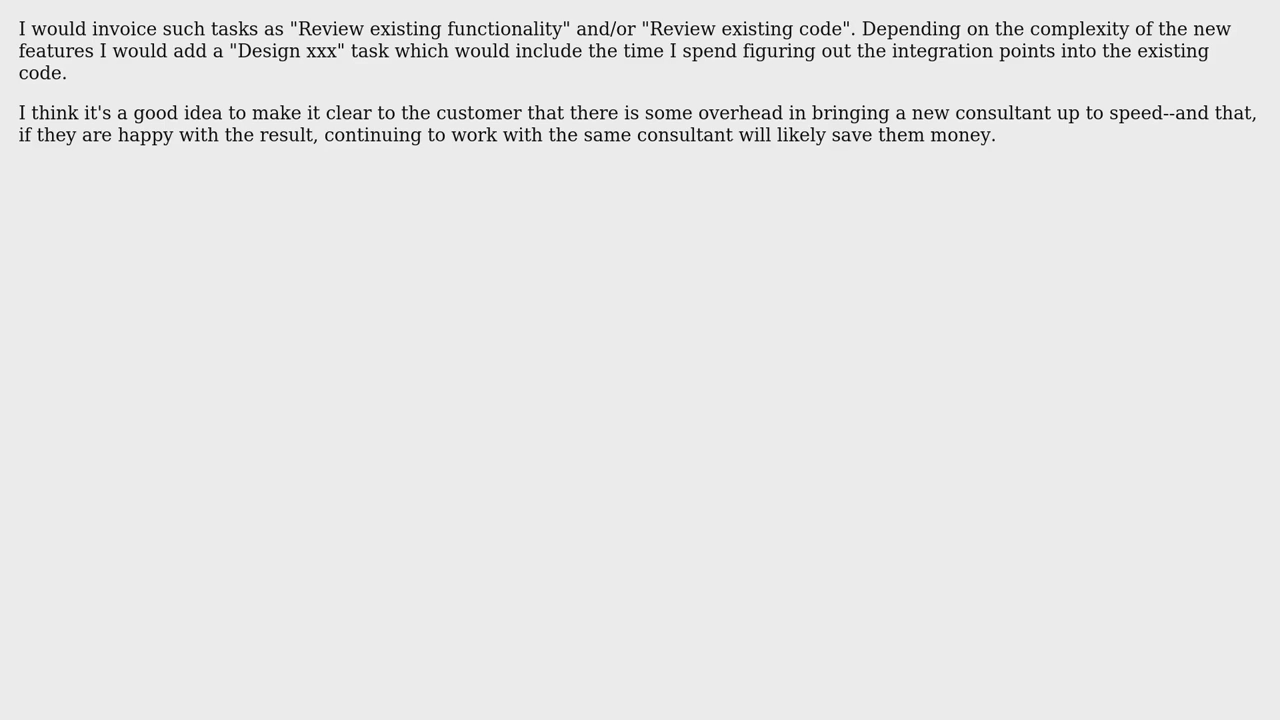 I would invoice such tasks as "Review existing functionality" and/or "Review existing code". Depending on the complexity of the new
features I would add a "Design xxx" task which would include the time I spend figuring out the integration points into the existing
code.
I think it's a good idea to make it clear to the customer that there is some overhead in bringing a new consultant up to speed--and that,
if they are happy with the result, continuing to work with the same consultant will likely save them money.